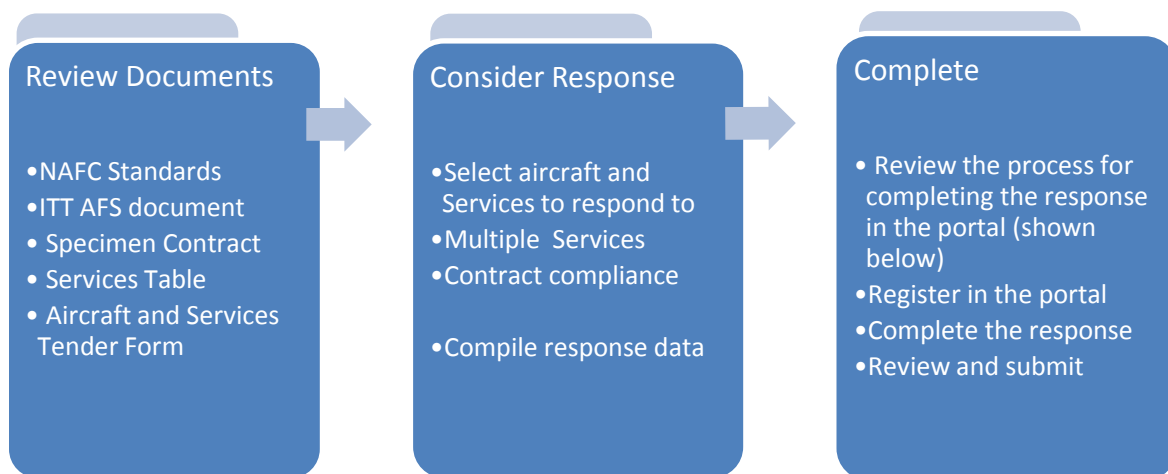 Review Documents
•NAFC Standards
•ITT AFS document
• Specimen Contract
• Services Table
• Aircraft and Services
Tender Form
Consider Response
•Select aircraft and
Services to respond to
•Multiple Services
•Contract compliance
•Compile response data
Complete
• Review the process for
completing the response
in the portal (shown
below)
•Register in the portal
•Complete the response
•Review and submit